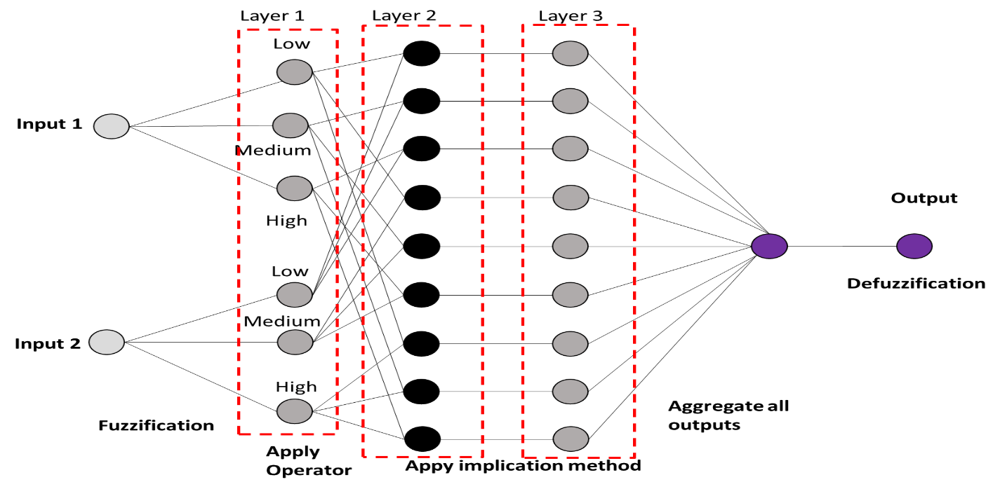 Layer 1
Layer 2
Layer 3
Low
Input 1
Medium
High
Output
Low
Defuzzification
Medium
Input 2
High
Fuzzification
Aggregate all
outputs
Apply
Operator
Appy implication method